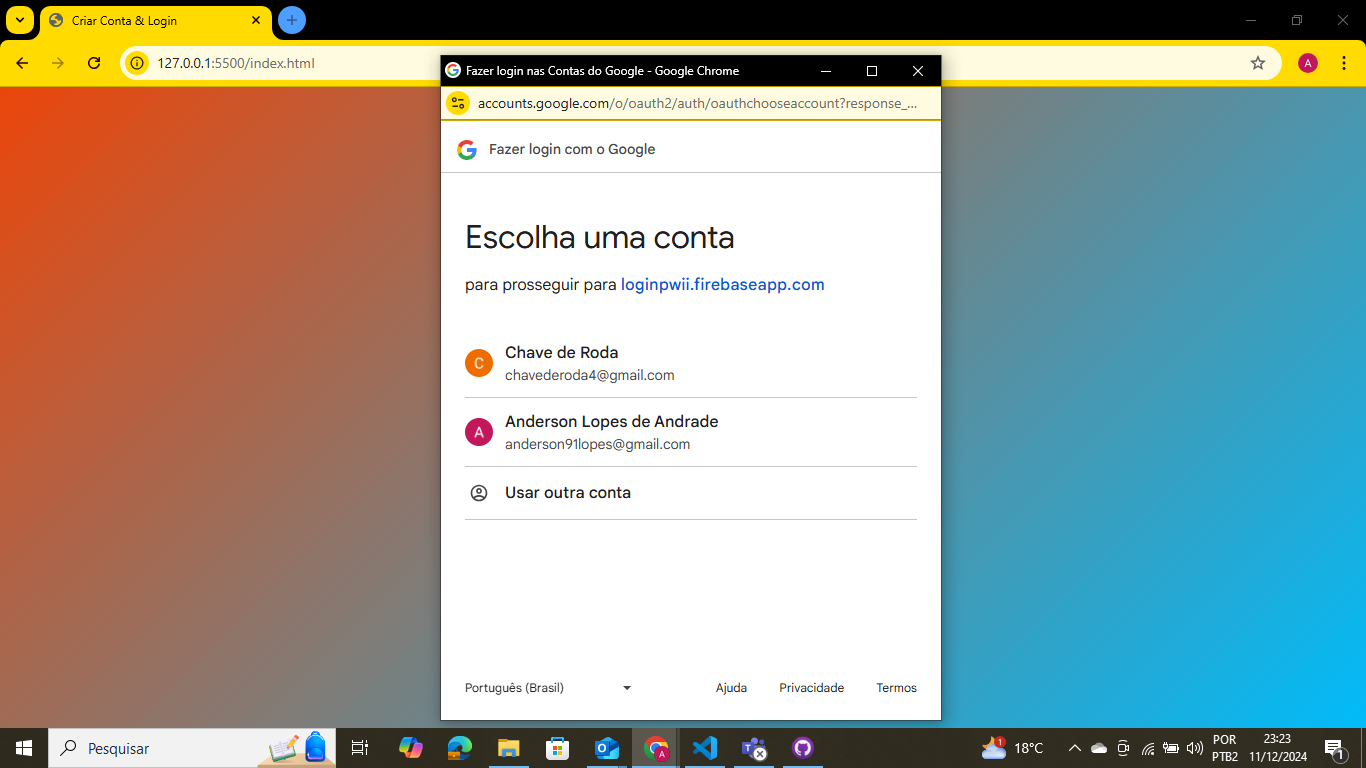 Criar Conta & Login
127.0.0.1:5500/index.html
A
Fazer login nas Contas do Google - Google Chrome
accounts.google.com/o/oauth2/auth/oauthchooseaccount?response_...
Fazer login com o Google
Escolha uma conta
para prosseguir para loginpwii.firebaseapp.com
C
Chave de Roda
chavederoda4@gmail.com
A
Anderson Lopes de Andrade
anderson91lopes@gmail.com
Usar outra conta
Português (Brasil)
Ajuda
Privacidade
Termos
Pesquisar
A
1
18°C
POR
PTB2
23:23
11/12/2024
1